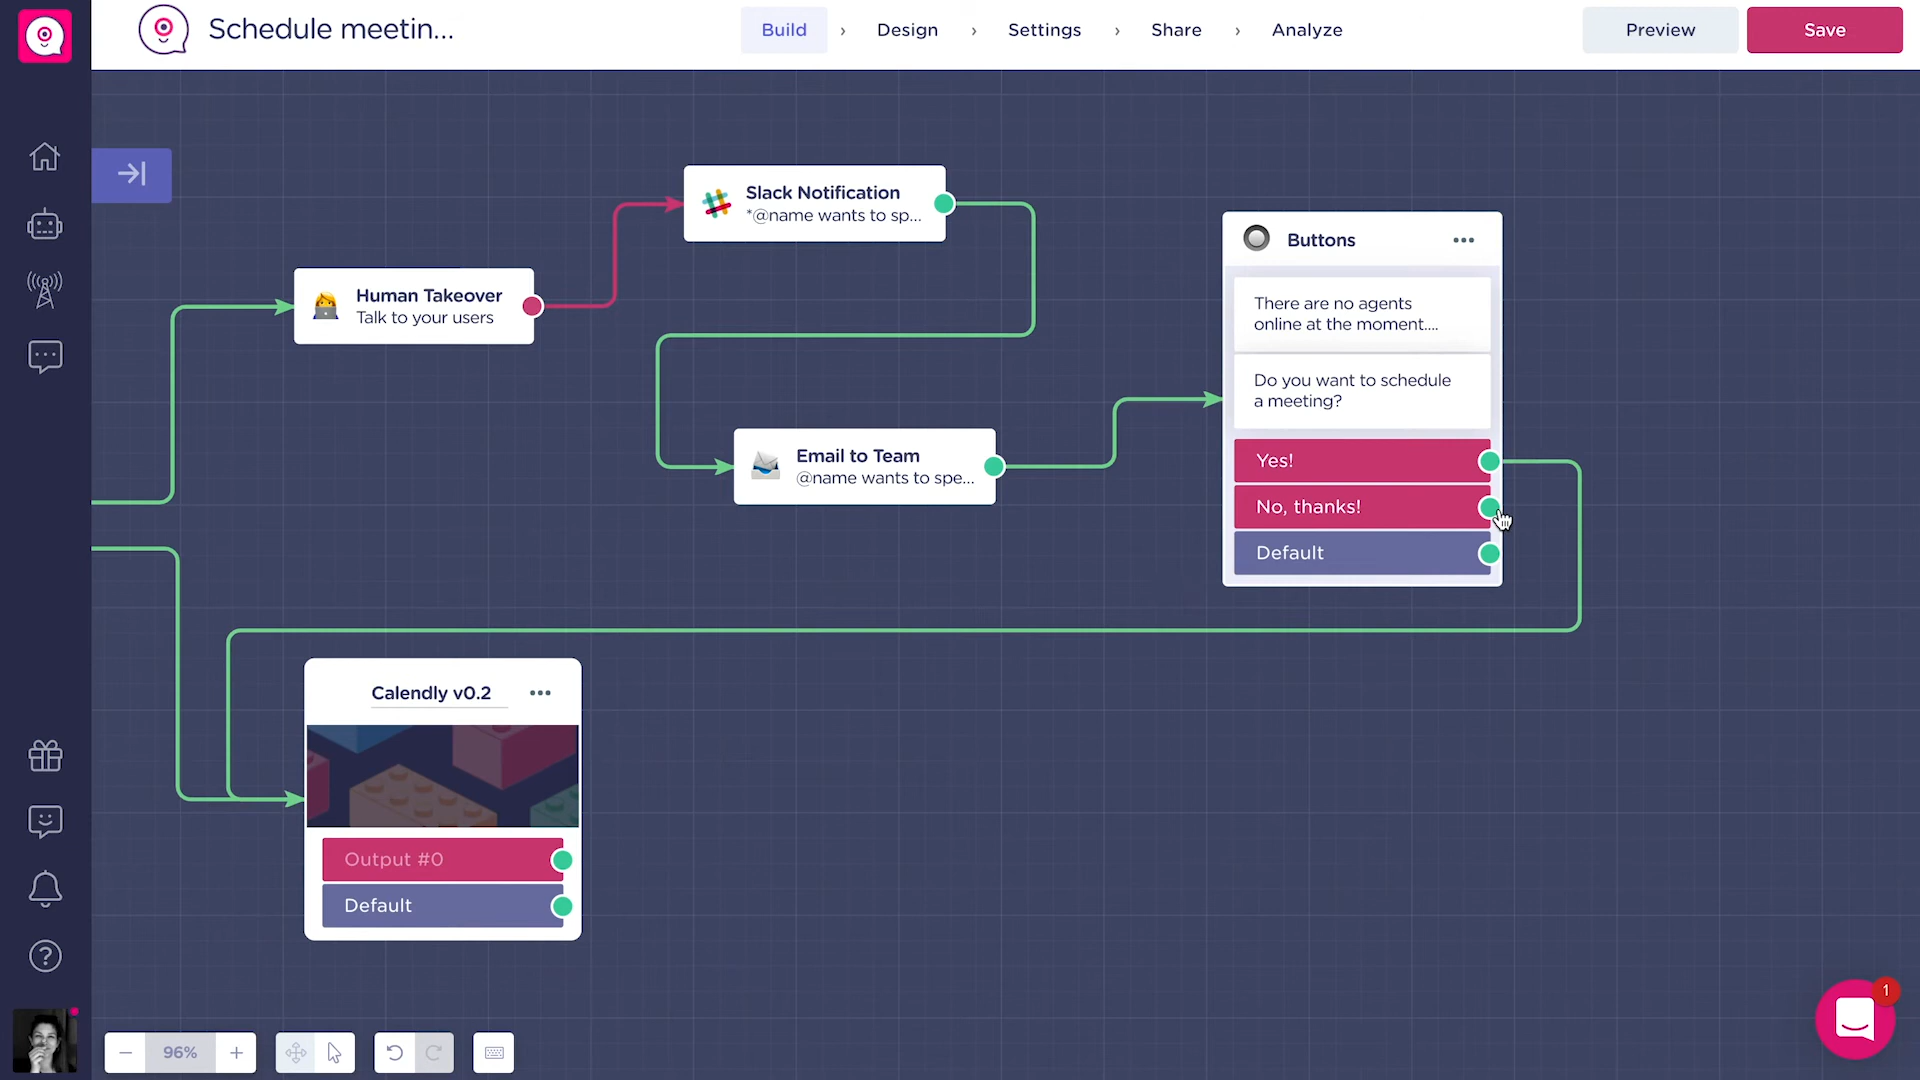 Schedule meetin...
Build
Design
Settings
Share
Analyze
Preview
Save
Slack Notification
*@name wants to sp...
Human Takeover
Talk to your users
Buttons
There are no agents
online at the moment....
Do you want to schedule
a meeting?
Yes!
No, thanks!
Default
Email to Team
@name wants to spe...
Calendly v0.2
Output #0
Default
96%
1